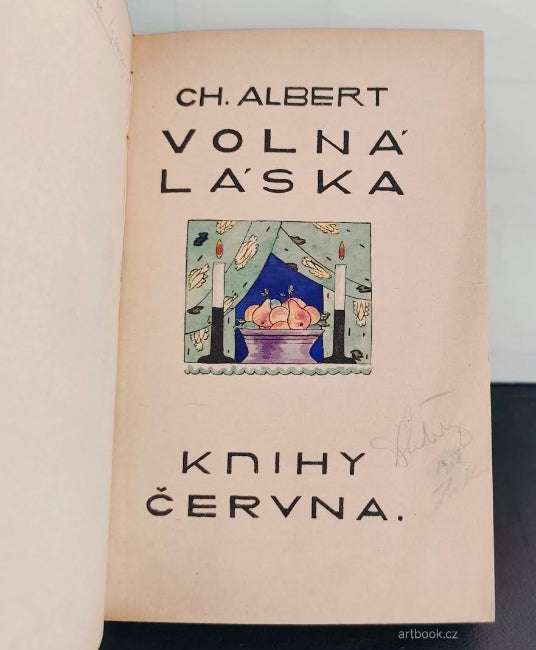 CH. ALBERT
VOLNÁ
LÁSKA
KNIHY
ČERVNA.
artbook.cz